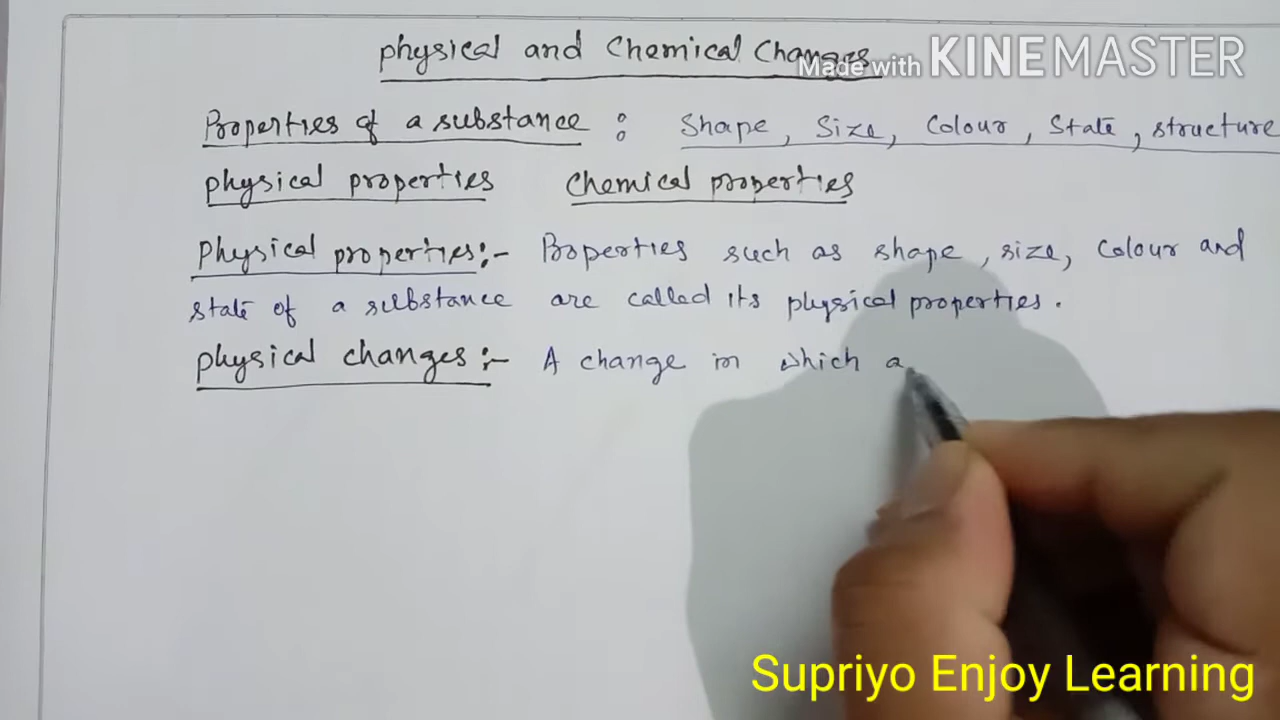 Physical and Chemical Changes
Made with KINEMASTER
Properties of a substance : Shape, Size, Colour, State, structure
Physical properties Chemical properties
Physical properties :- Properties such as shape, size, colour and
state of a substance are called its physical properties.
Physical changes :- A change in which a
Supriyo Enjoy Learning